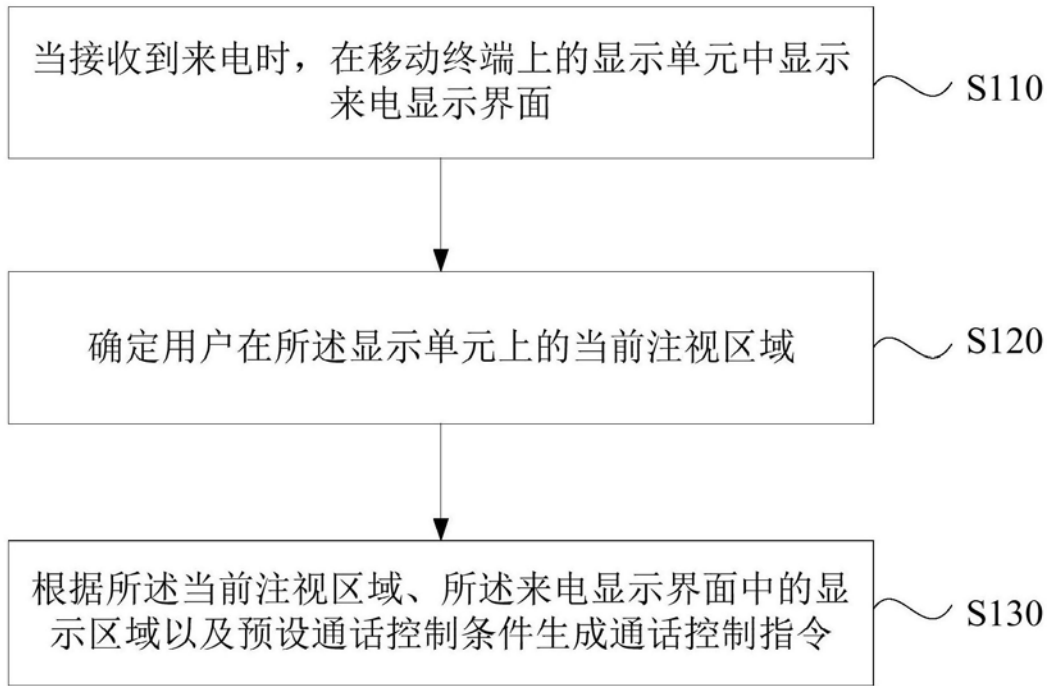 当接收到来电时，在移动终端上的显示单元中显示
来电显示界面
S110
确定用户在所述显示单元上的当前注视区域
S120
根据所述当前注视区域、所述来电显示界面中的显
示区域以及预设通话控制条件生成通话控制指令
S130